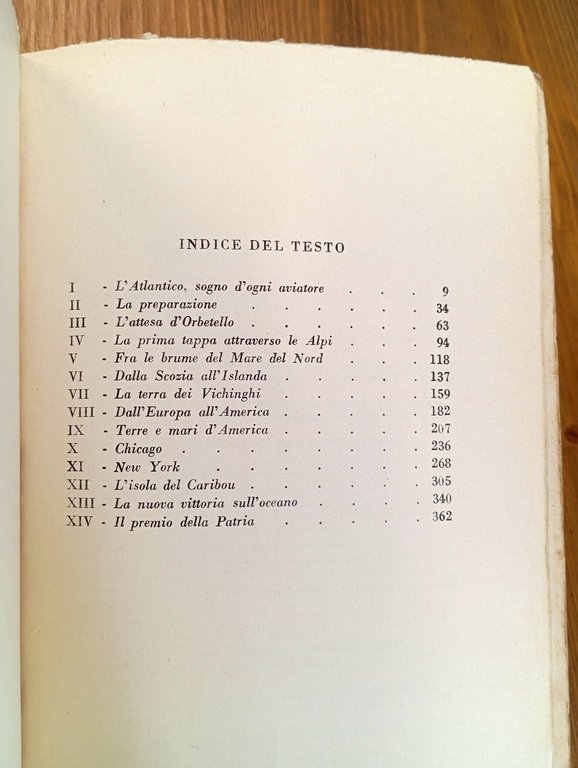 INDICE DEL TESTO
I - L'Atlantico, sogno d'ogni aviatore . . . 9
II - La preparazione . . . . . . 34
III - L'attesa d'Orbetello . . . . . . 63
IV - La prima tappa attraverso le Alpi . . . 94
V - Fra le brume del Mare del Nord . . . 118
VI - Dalla Scozia all'Islanda . . . . . 137
VII - La terra dei Vichinghi . . . . . 159
VIII - Dall'Europa all'America . . . . . 182
IX - Terre e mari d'America . . . . . 207
X - Chicago . . . . . . . . 236
XI - New York . . . . . . . 268
XII - L'isola del Caribou . . . . . . 305
XIII - La nuova vittoria sull'oceano . . . . 340
XIV - Il premio della Patria . . . . . 362